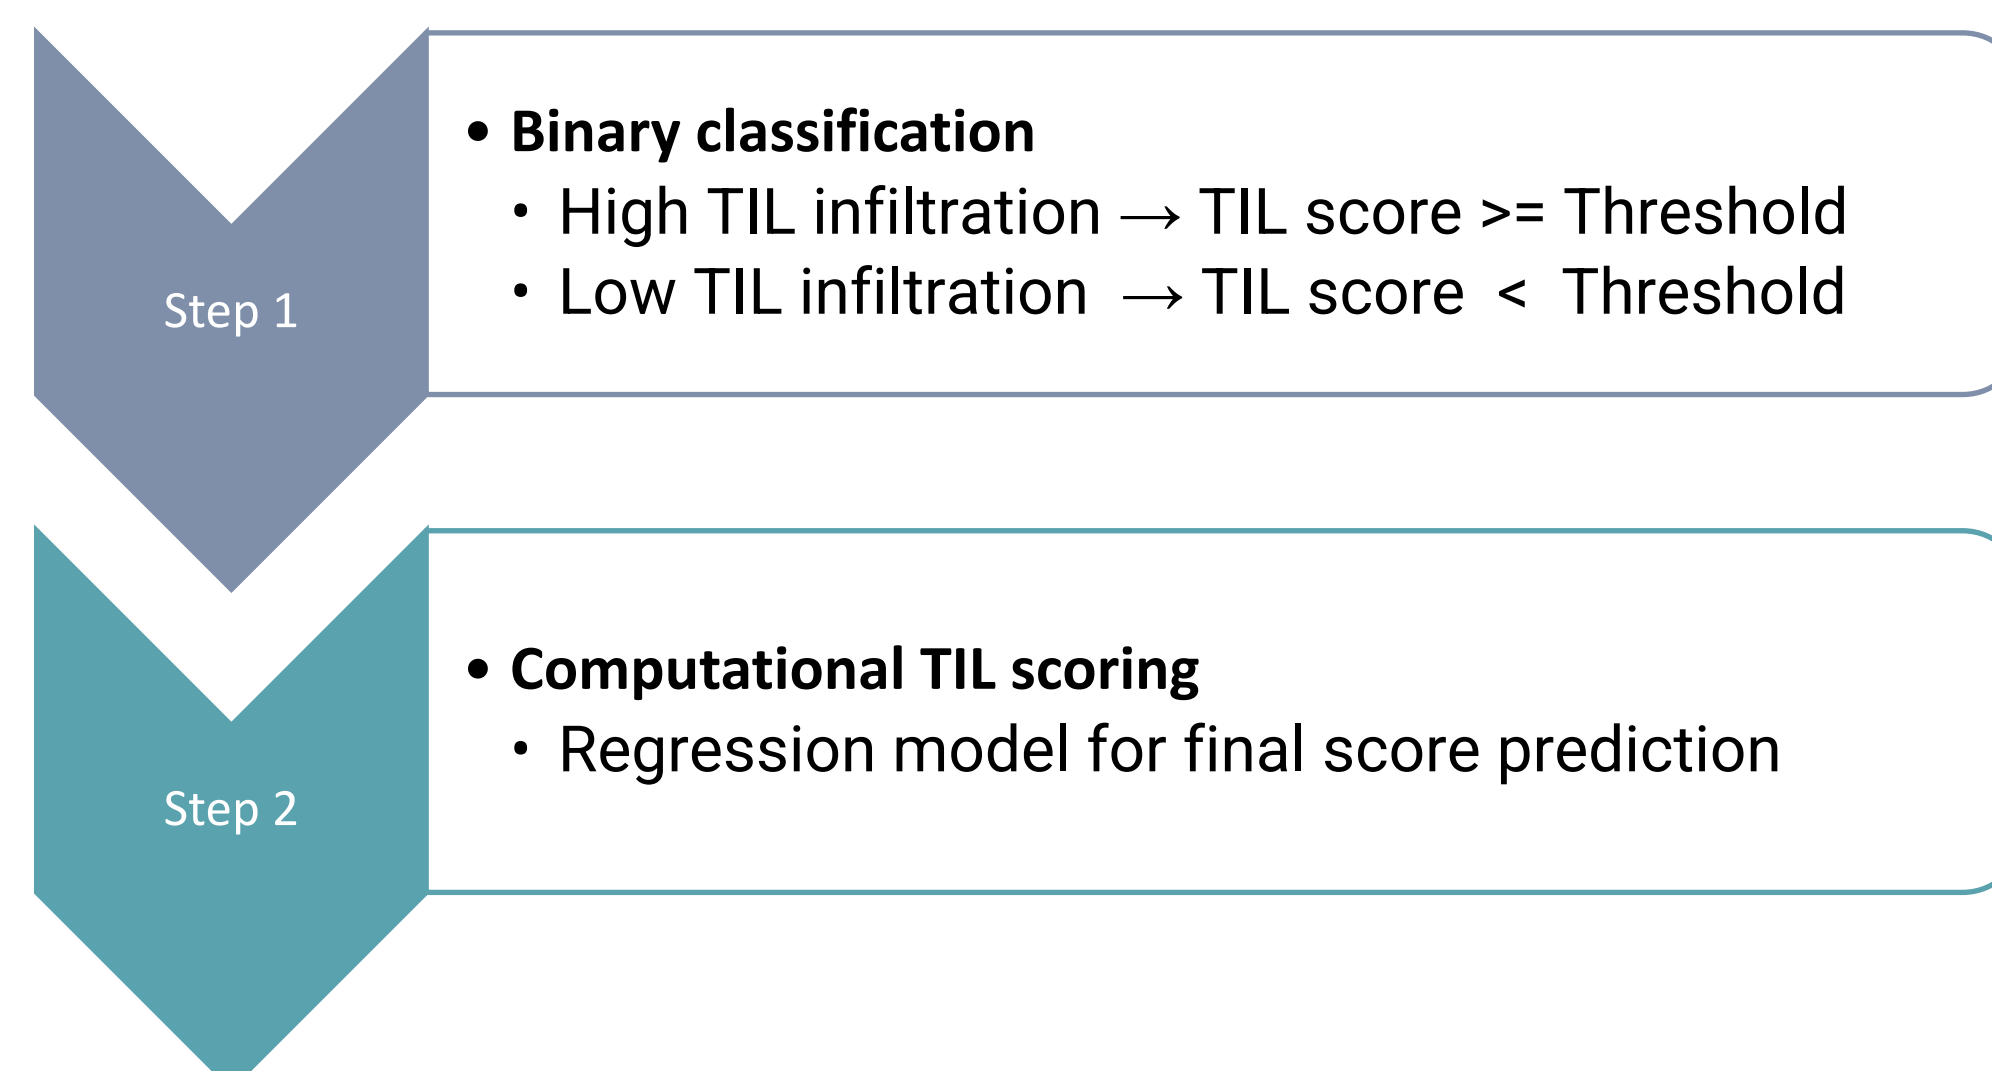 • Binary classification
• High TIL infiltration → TIL score >= Threshold
• Low TIL infiltration → TIL score < Threshold
Step 1
• Computational TIL scoring
• Regression model for final score prediction
Step 2